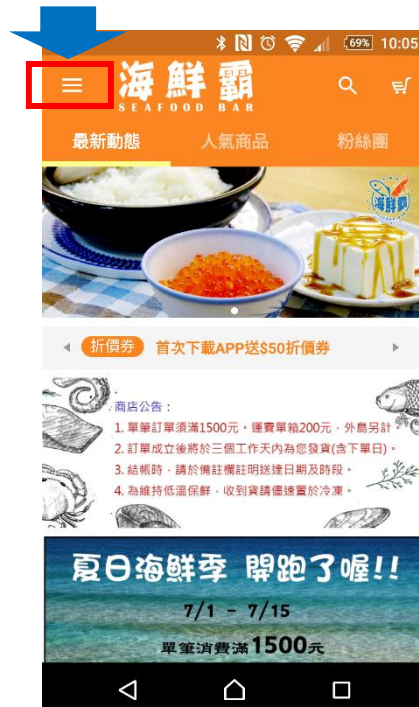 69% 10:05
海鮮霸
SEAFOOD BAR
最新動態 人氣商品 粉絲團
海鮮霸
折價券 首次下載APP送$50折價券
商店公告：
1. 單筆訂單須滿1500元。運費單箱200元，外島另計。
2. 訂單成立後將於三個工作天內為您發貨(含下單日)。
3. 結帳時，請於備註欄註明送達日期及時段。
4. 為維持低溫保鮮，收到貨請儘速置於冷凍。
夏日海鮮季 開跑了喔!!
7/1 - 7/15
單筆消費滿1500元